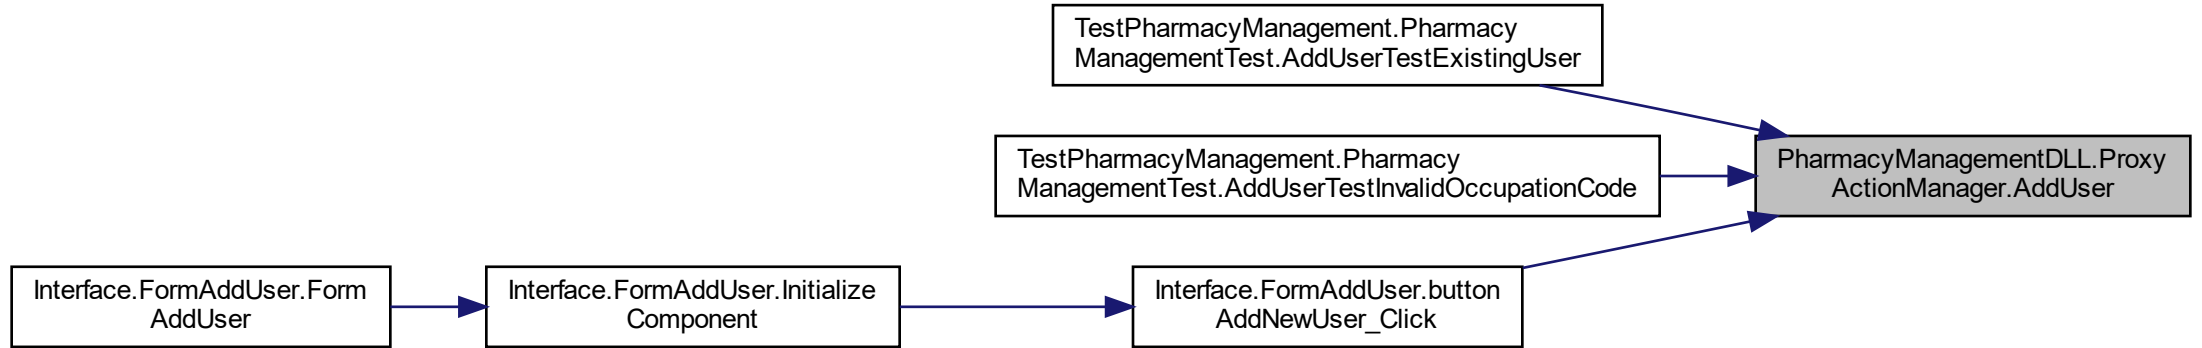 TestPharmacyManagement.Pharmacy
ManagementTest.AddUserTestExistingUser
TestPharmacyManagement.Pharmacy
ManagementTest.AddUserTestInvalidOccupationCode
PharmacyManagementDLL.Proxy
ActionManager.AddUser
Interface.FormAddUser.Form
AddUser
Interface.FormAddUser.Initialize
Component
Interface.FormAddUser.button
AddNewUser_Click